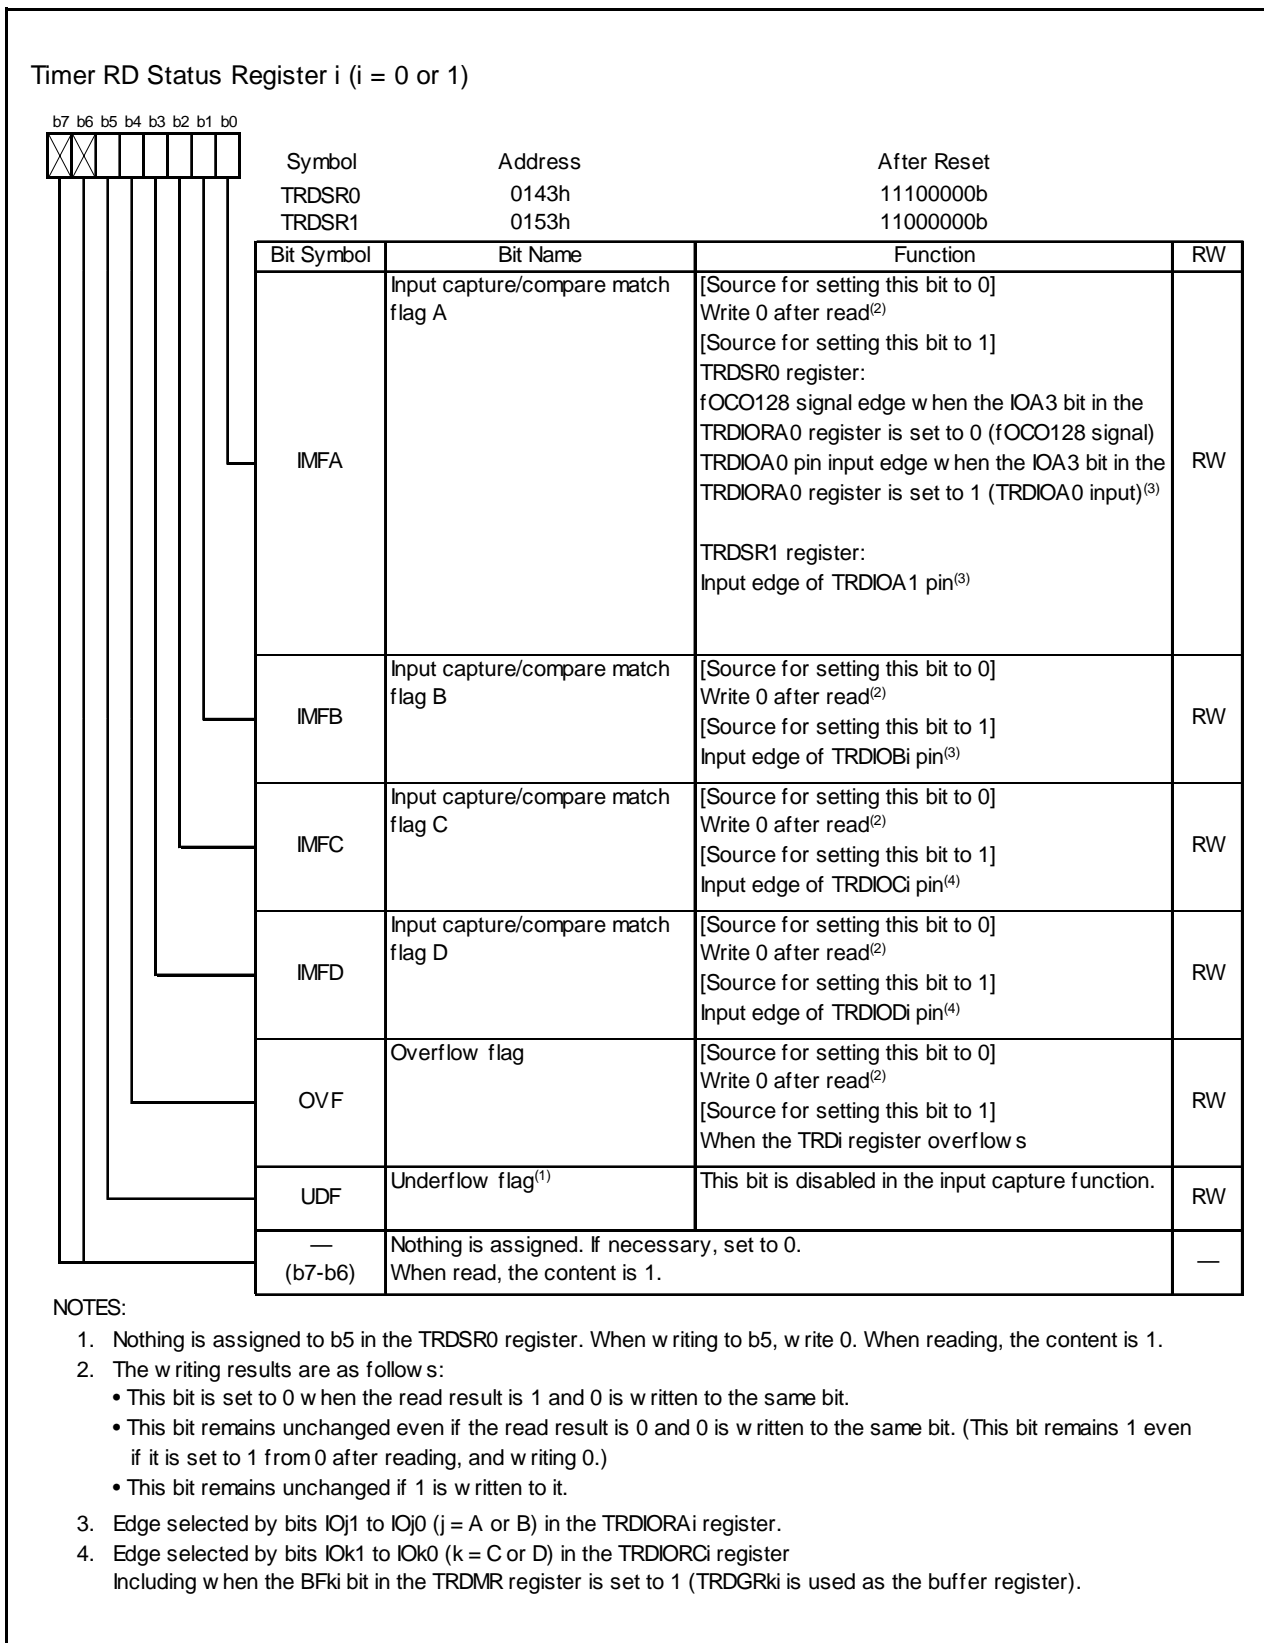 Timer RD Status Register i (i = 0 or 1)
b7 b6 b5 b4 b3 b2 b1 b0
Symbol Address After Reset
TRDSR0 0143h 11100000b
TRDSR1 0153h 11000000b
Bit Symbol Bit Name Function RW
IMFA
Input capture/compare match
flag A
[Source for setting this bit to 0]
Write 0 after read(2)
[Source for setting this bit to 1]
TRDSR0 register:
fOCO128 signal edge when the IOA3 bit in the
TRDIORA0 register is set to 0 (fOCO128 signal)
TRDIOA0 pin input edge when the IOA3 bit in the
TRDIORA0 register is set to 1 (TRDIOA0 input)(3)
TRDSR1 register:
Input edge of TRDIOA1 pin(3)
RW
IMFB
Input capture/compare match
flag B
[Source for setting this bit to 0]
Write 0 after read(2)
[Source for setting this bit to 1]
Input edge of TRDIOBi pin(3)
RW
IMFC
Input capture/compare match
flag C
[Source for setting this bit to 0]
Write 0 after read(2)
[Source for setting this bit to 1]
Input edge of TRDIOCi pin(4)
RW
IMFD
Input capture/compare match
flag D
[Source for setting this bit to 0]
Write 0 after read(2)
[Source for setting this bit to 1]
Input edge of TRDIODi pin(4)
RW
OVF
Overflow flag
[Source for setting this bit to 0]
Write 0 after read(2)
[Source for setting this bit to 1]
When the TRDi register overflows
RW
UDF
Underflow flag(1)
This bit is disabled in the input capture function.
RW
—
(b7-b6)
Nothing is assigned. If necessary, set to 0.
When read, the content is 1.
—
NOTES:
1. Nothing is assigned to b5 in the TRDSR0 register. When writing to b5, write 0. When reading, the content is 1.
2. The writing results are as follows:
• This bit is set to 0 when the read result is 1 and 0 is written to the same bit.
• This bit remains unchanged even if the read result is 0 and 0 is written to the same bit. (This bit remains 1 even
if it is set to 1 from 0 after reading, and writing 0.)
• This bit remains unchanged if 1 is written to it.
3. Edge selected by bits IOj1 to IOj0 (j = A or B) in the TRDIORAi register.
4. Edge selected by bits IOk1 to IOk0 (k = C or D) in the TRDIORCi register
Including when the BFki bit in the TRDMR register is set to 1 (TRDGRki is used as the buffer register).